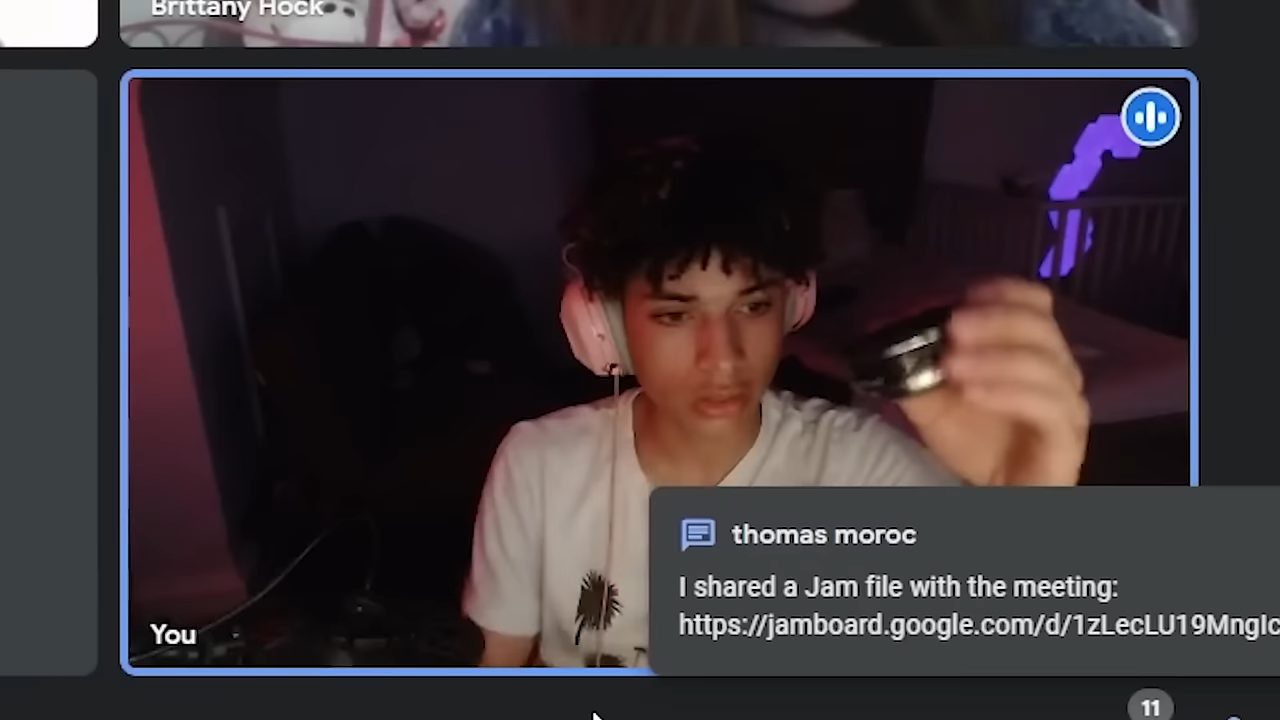 Brittany Hock
thomas moroc
I shared a Jam file with the meeting:
https://jamboard.google.com/d/1zLecLU19MngIc
You
11